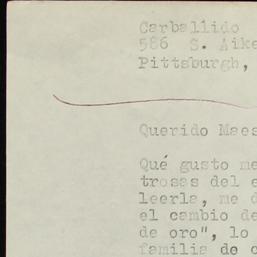 Carballido
586 S. Aike
Pittsburgh,
Querido Maes
Qué gusto me
trosas del e
leerla, me d
el cambio de
de oro", lo
familia de c